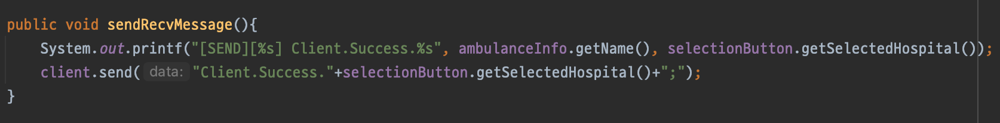 public void sendRecvMessage(){
    System.out.printf("[SEND][%s] Client.Success.%s", ambulanceInfo.getName(), selectionButton.getSelectedHospital());
    client.send( data: "Client.Success."+selectionButton.getSelectedHospital()+";");
}